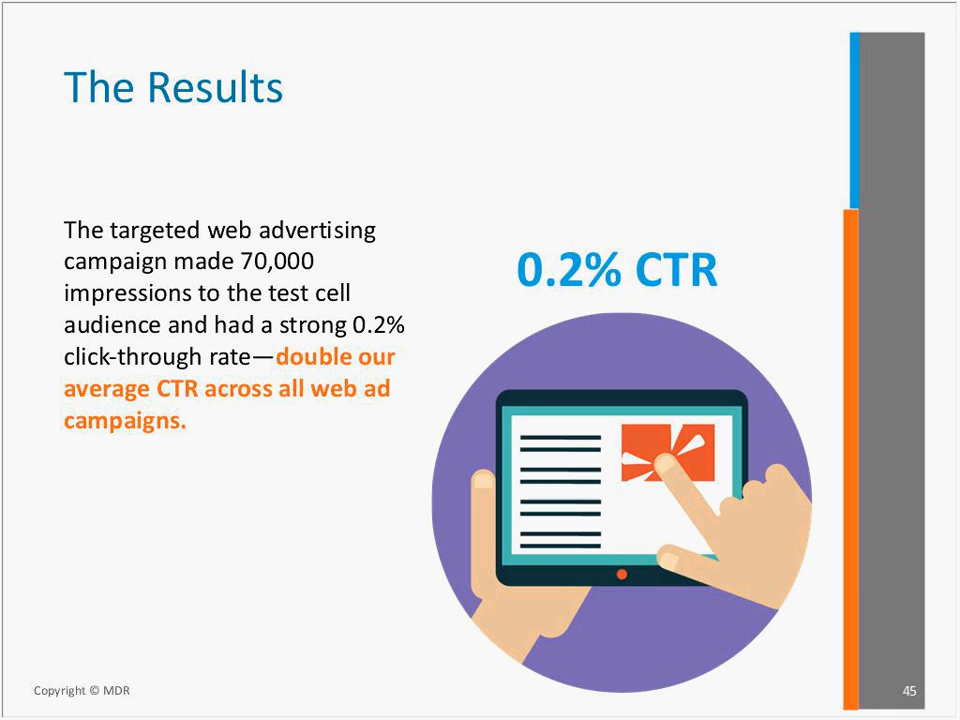 The Results
The targeted web advertising
campaign made 70,000
impressions to the test cell
audience and had a strong 0.2%
click-through rate—double our
average CTR across all web ad
campaigns.
0.2% CTR
Copyright © MDR
45